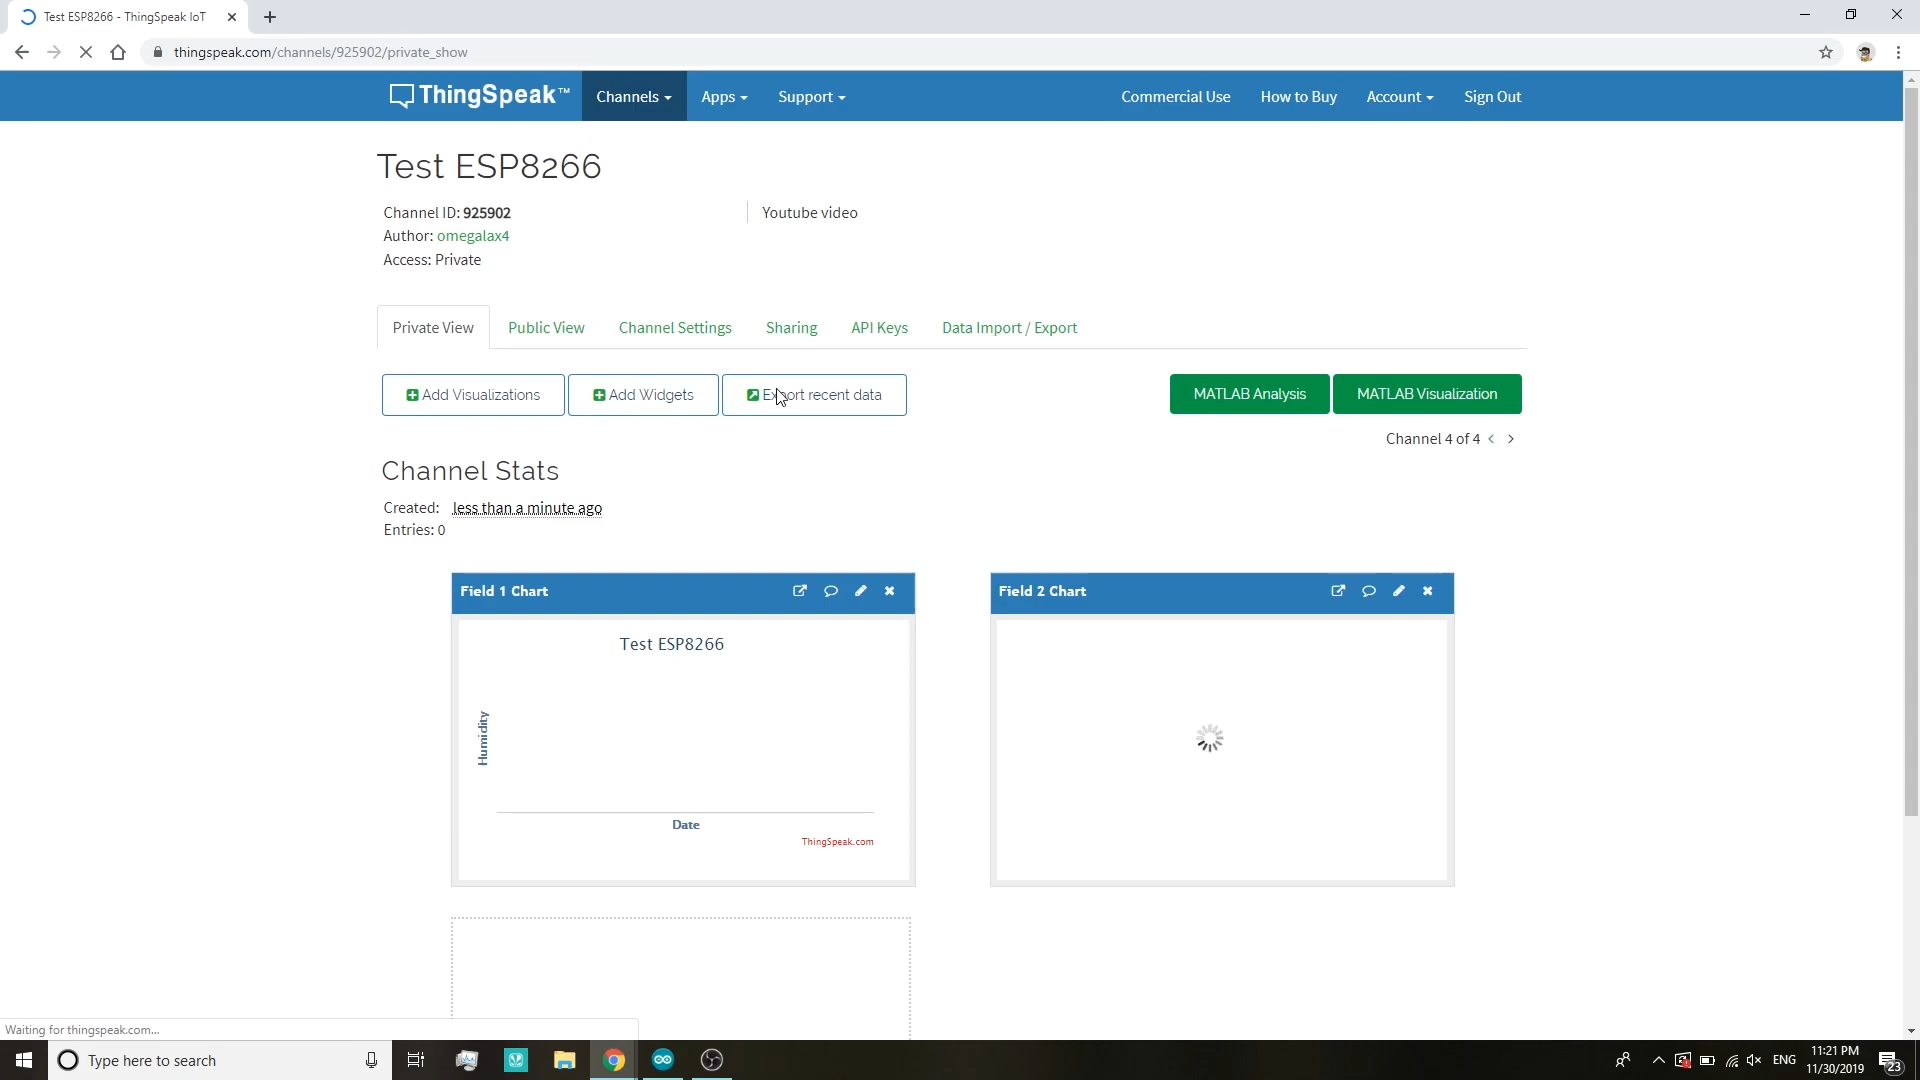 Test ESP8266 - ThingSpeak IoT
thingspeak.com/channels/925902/private_show
ThingSpeak™ Channels Apps Support Commercial Use How to Buy Account Sign Out
Test ESP8266
Channel ID: 925902
Youtube video
Author: omegalax4
Access: Private
Private View Public View Channel Settings Sharing API Keys Data Import / Export
Add Visualizations Add Widgets Export recent data MATLAB Analysis MATLAB Visualization
Channel 4 of 4 < >
Channel Stats
Created: less than a minute ago
Entries: 0
Field 1 Chart
Test ESP8266
Humidity
Date
ThingSpeak.com
Field 2 Chart
Waiting for thingspeak.com...
Type here to search
ENG
11:21 PM
11/30/2019
23